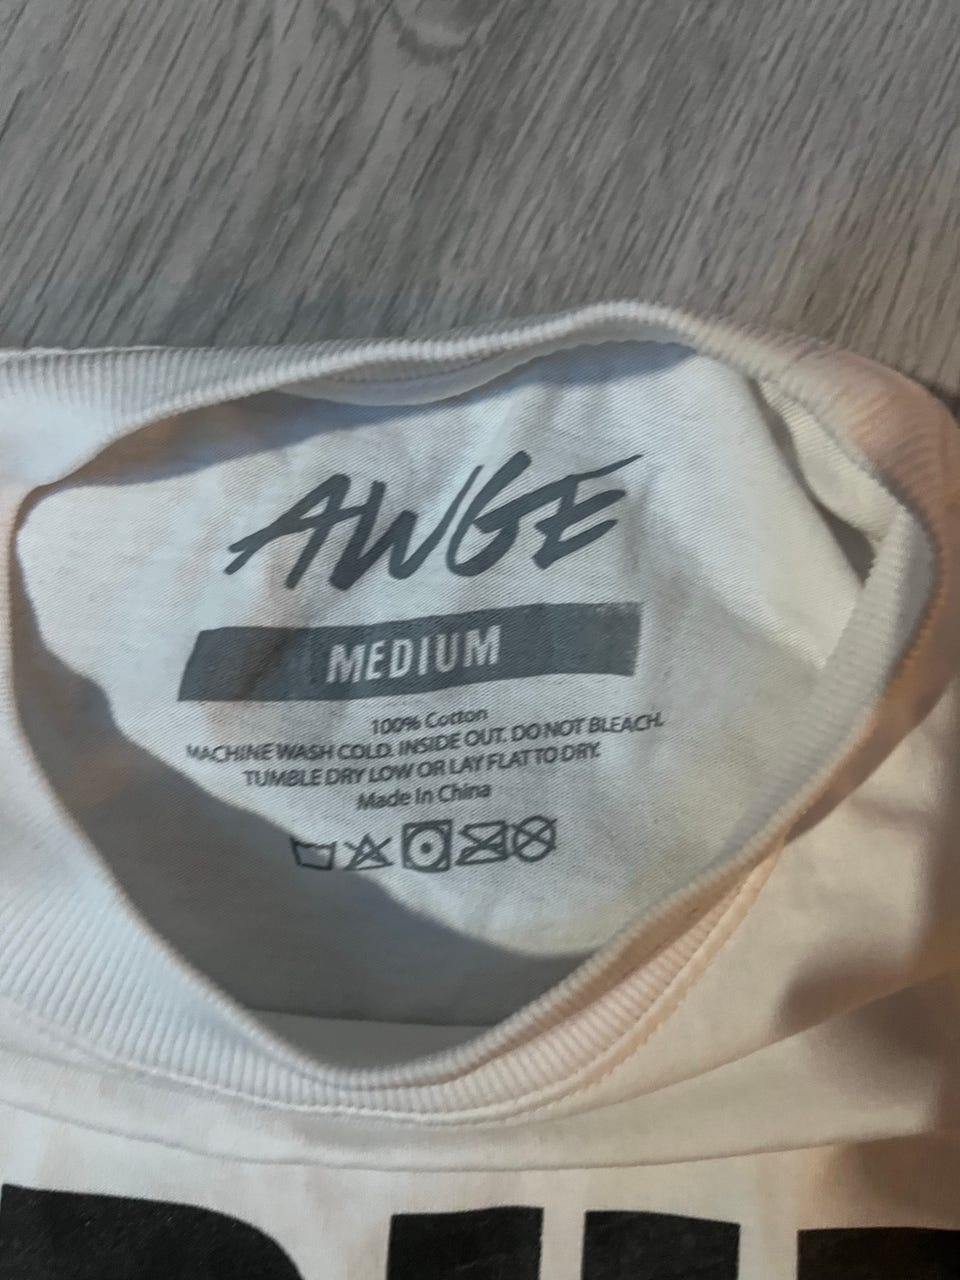 AWGE
MEDIUM
100% Cotton
MACHINE WASH COLD. INSIDE OUT. DO NOT BLEACH.
TUMBLE DRY LOW OR LAY FLAT TO DRY.
Made In China